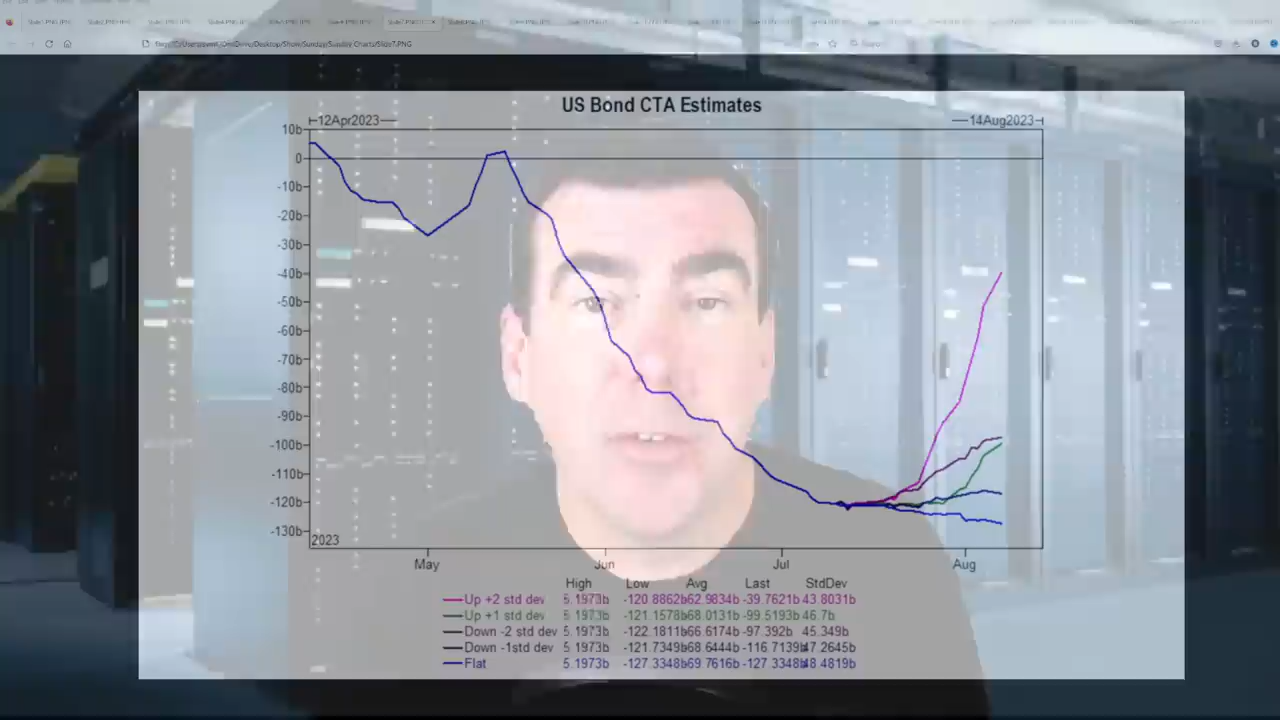 US Bond CTA Estimates
12Apr2023
14Aug2023
10b
0
-10b
-20b
-30b
-40b
-50b
-60b
-70b
-80b
-90b
-100b
-110b
-120b
-130b
2023
May Jun Jul Aug
High Low Avg Last StdDev
Up +2 std dev 5.1973b -120.8862b 62.9834b -39.7621b 43.8031b
Up +1 std dev 5.1973b -121.1578b 68.0131b -99.5193b 46.7b
Down -2 std dev 5.1973b -122.1811b 66.6174b -97.392b 45.349b
Down -1std dev 5.1973b -121.7349b 68.6444b -116.7139b 47.2645b
Flat 5.1973b -127.3348b 69.7616b -127.3348b 48.4819b